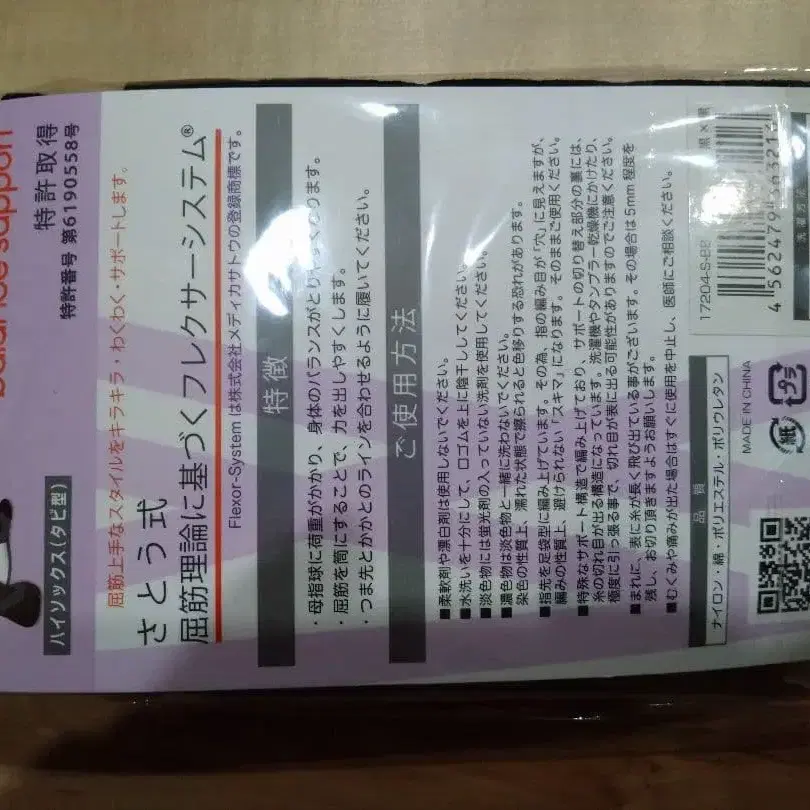 balance support
特許取得
特許番号 第6190558号
ハイソックス(タビ型)
屈筋上手なスタイルをキラキラ・わくわく・サポートします。
さとう式
屈筋理論に基づくフレクサーシステム®
Flexor-System は株式会社メディカサトウの登録商標です。
特徴
・母指球に荷重がかかり、身体のバランスがとりやすくなります。
・屈筋を筒にすることで、力を出しやすくします。
・つま先とかかとのラインを合わせるように履いてください。
ご使用方法
■柔軟剤や漂白剤は使用しないでください。
■水洗いを十分にして、口ゴムを上に陰干ししてください。
■淡色物には蛍光剤の入っていない洗剤を使用してください。
■濃色物は淡色物と一緒に洗わないでください。
染色の性質上、濡れた状態で擦られると色移りする恐れがあります。
■指先を足袋型に編み上げています。その為、指の編み目が「穴」に見えますが、
編みの性質上、避けられない「スキマ」になります。そのままご使用ください。
■特殊なサポート構造で編み上げており、サポートの切り替え部分の裏には、
糸の切れ目が出る構造になっています。洗濯機やタンブラー乾燥機にかけたり、
極度に引っ張る事で、切れ目が表に出る可能性がありますのでご注意ください。
■まれに、表に糸が長く飛び出ている事がございます。その場合は5mm程度を
残し、お切り頂きますようお願いします。
■むくみや痛みが出た場合はすぐに使用を中止し、医師にご相談ください。
品質
ナイロン・綿・ポリエステル・ポリウレタン
MADE IN CHINA
紙
プラ
17204-S-BB
黒×黒